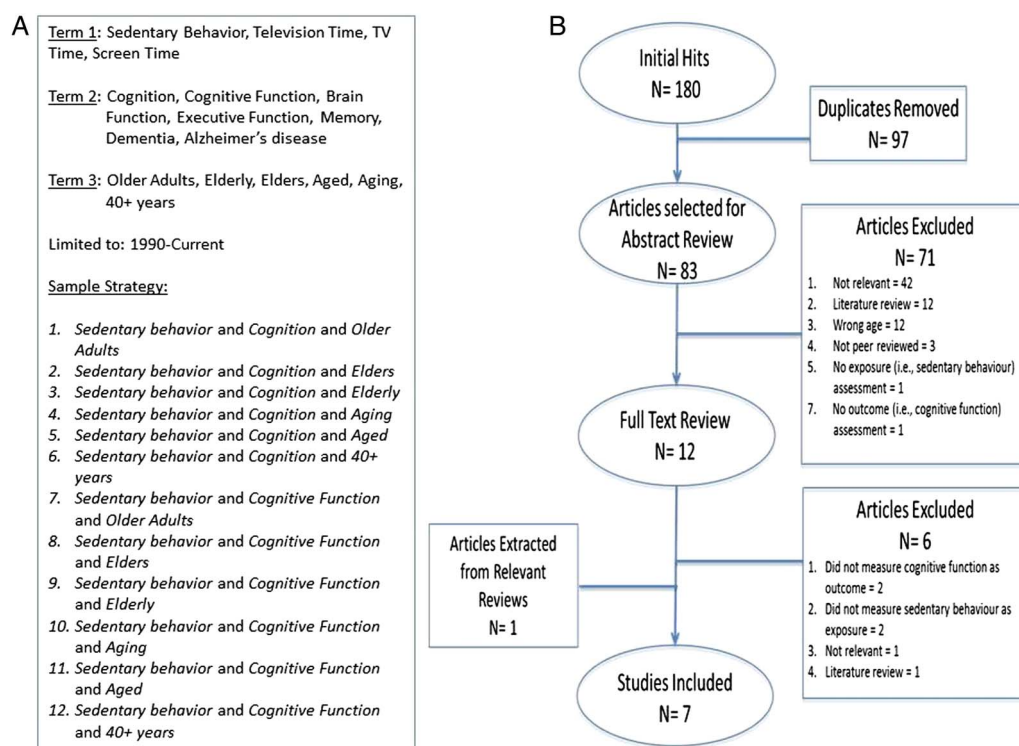 A
Term 1: Sedentary Behavior, Television Time, TV
Time, Screen Time
Term 2: Cognition, Cognitive Function, Brain
Function, Executive Function, Memory,
Dementia, Alzheimer's disease
Term 3: Older Adults, Elderly, Elders, Aged, Aging,
40+ years
Limited to: 1990-Current
Sample Strategy:
1. Sedentary behavior and Cognition and Older
Adults
2. Sedentary behavior and Cognition and Elders
3. Sedentary behavior and Cognition and Elderly
4. Sedentary behavior and Cognition and Aging
5. Sedentary behavior and Cognition and Aged
6. Sedentary behavior and Cognition and 40+
years
7. Sedentary behavior and Cognitive Function
and Older Adults
8. Sedentary behavior and Cognitive Function
and Elders
9. Sedentary behavior and Cognitive Function
and Elderly
10. Sedentary behavior and Cognitive Function
and Aging
11. Sedentary behavior and Cognitive Function
and Aged
12. Sedentary behavior and Cognitive Function
and 40+ years
B
Initial Hits
N= 180
Duplicates Removed
N= 97
Articles selected for
Abstract Review
N= 83
Articles Excluded
N= 71
1. Not relevant = 42
2. Literature review = 12
3. Wrong age = 12
4. Not peer reviewed = 3
5. No exposure (i.e., sedentary behaviour)
assessment = 1
7. No outcome (i.e., cognitive function)
assessment = 1
Full Text Review
N= 12
Articles Excluded
N= 6
1. Did not measure cognitive function as
outcome = 2
2. Did not measure sedentary behaviour as
exposure = 2
3. Not relevant = 1
4. Literature review = 1
Articles Extracted
from Relevant
Reviews
N= 1
Studies Included
N= 7